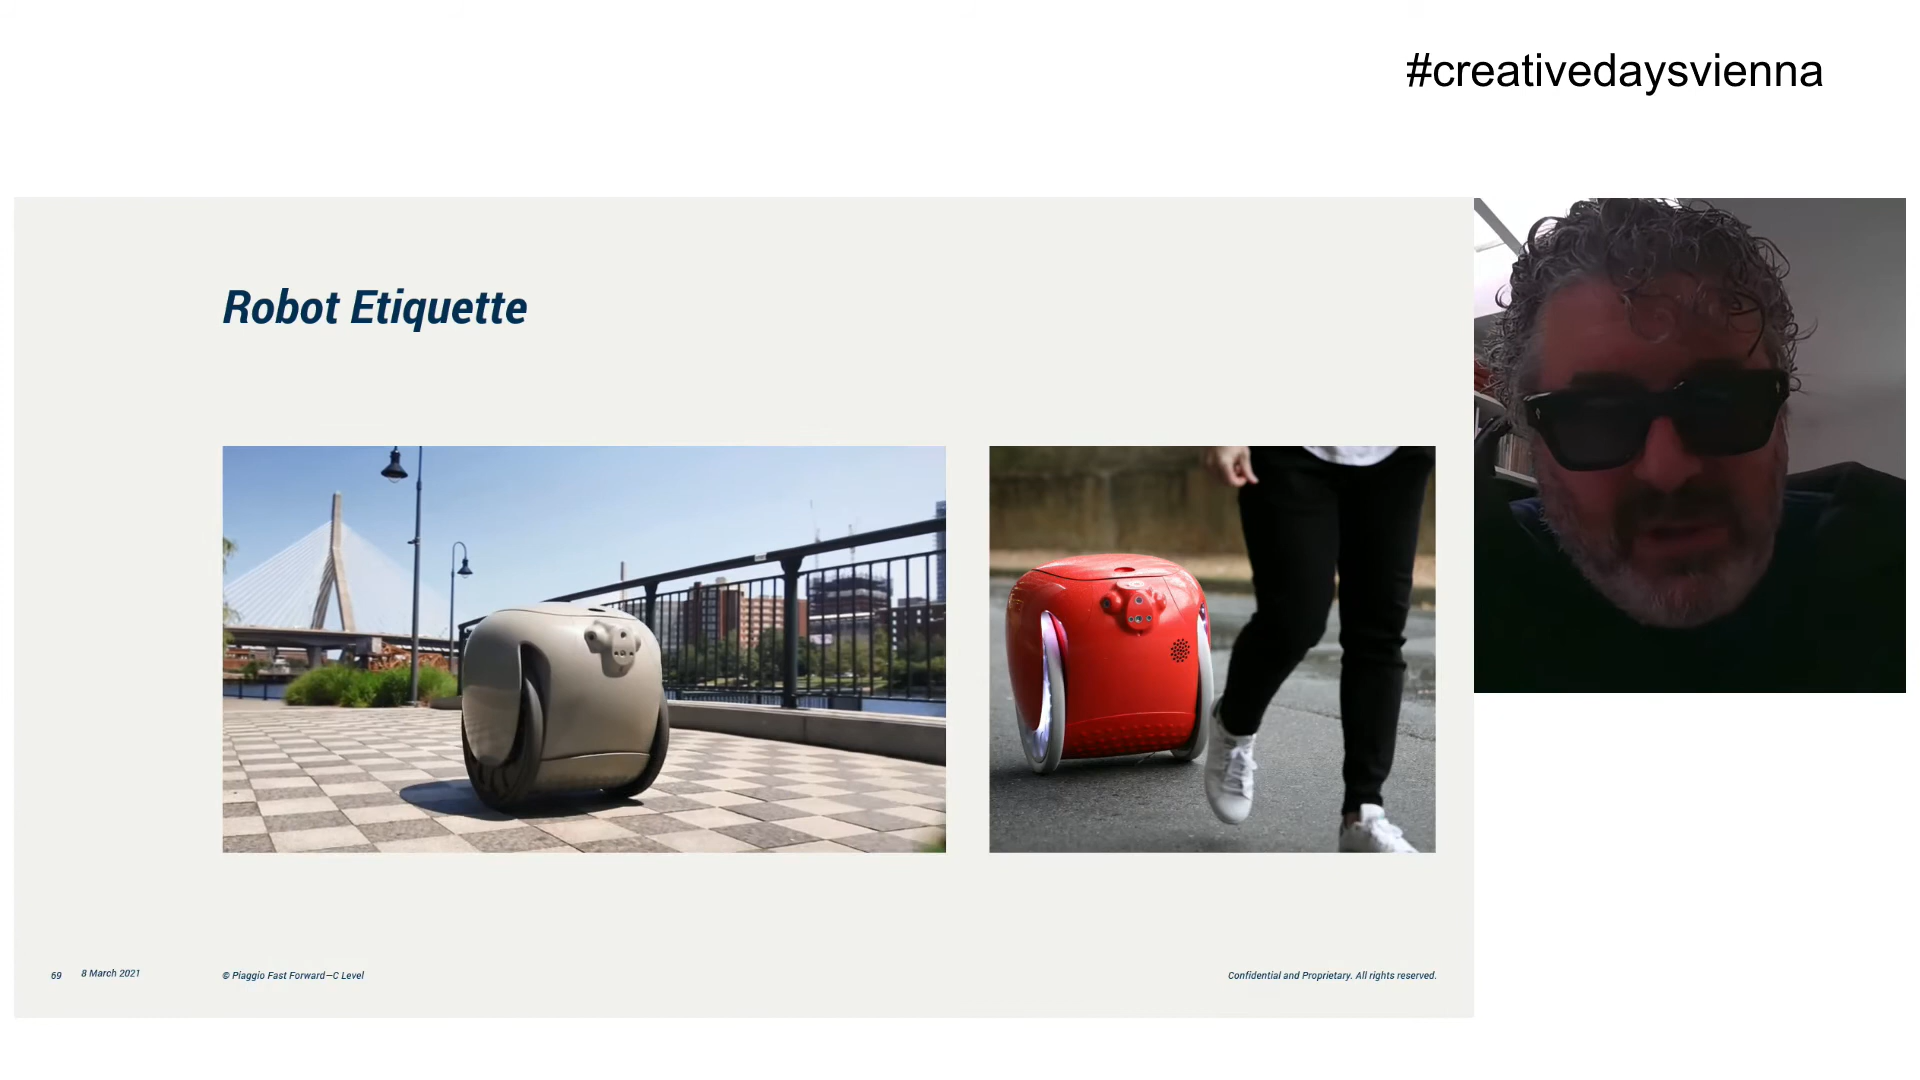 #creativedaysvienna
Robot Etiquette
69 8 March 2021 © Piaggio Fast Forward—C Level Confidential and Proprietary. All rights reserved.